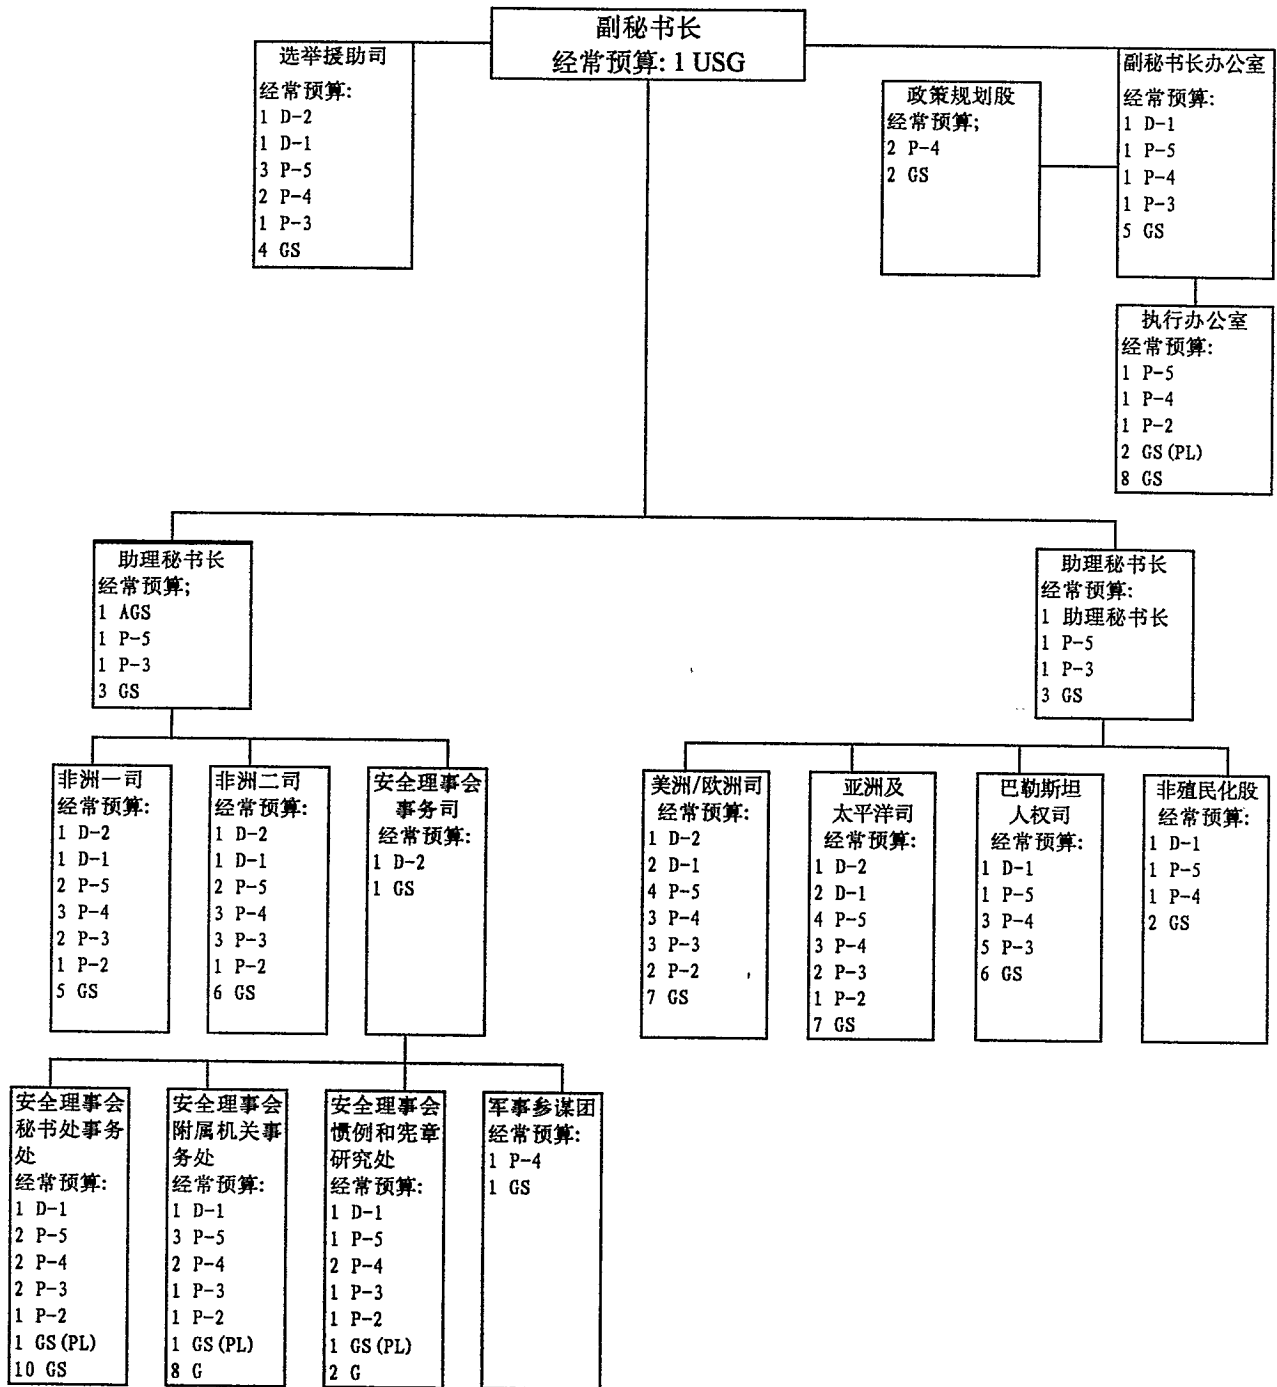 副秘书长
经常预算: 1 USG
选举援助司
经常预算:
1 D-2
1 D-1
3 P-5
2 P-4
1 P-3
4 GS
政策规划股
经常预算;
2 P-4
2 GS
副秘书长办公室
经常预算:
1 D-1
1 P-5
1 P-4
1 P-3
5 GS
执行办公室
经常预算:
1 P-5
1 P-4
1 P-2
2 GS(PL)
8 GS
助理秘书长
经常预算;
1 AGS
1 P-5
1 P-3
3 GS
助理秘书长
经常预算:
1 助理秘书长
1 P-5
1 P-3
3 GS
非洲一司
经常预算:
1 D-2
1 D-1
2 P-5
3 P-4
2 P-3
1 P-2
5 GS
非洲二司
经常预算:
1 D-2
1 D-1
2 P-5
3 P-4
3 P-3
1 P-2
6 GS
安全理事会
事务司
经常预算:
1 D-2
1 GS
美洲/欧洲司
经常预算:
1 D-2
2 D-1
4 P-5
3 P-4
3 P-3
2 P-2
7 GS
亚洲及
太平洋司
经常预算:
1 D-2
2 D-1
4 P-5
3 P-4
2 P-3
1 P-2
7 GS
巴勒斯坦
人权司
经常预算:
1 D-1
1 P-5
3 P-4
5 P-3
6 GS
非殖民化股
经常预算:
1 D-1
1 P-5
1 P-4
2 GS
安全理事会
秘书处事务
处
经常预算:
1 D-1
2 P-5
2 P-4
2 P-3
1 P-2
1 GS(PL)
10 GS
安全理事会
附属机关事
务处
经常预算:
1 D-1
3 P-5
2 P-4
1 P-3
1 P-2
1 GS(PL)
8 G
安全理事会
惯例和宪章
研究处
经常预算:
1 D-1
1 P-5
2 P-4
1 P-3
1 P-2
1 GS(PL)
2 G
军事参谋团
经常预算:
1 P-4
1 GS